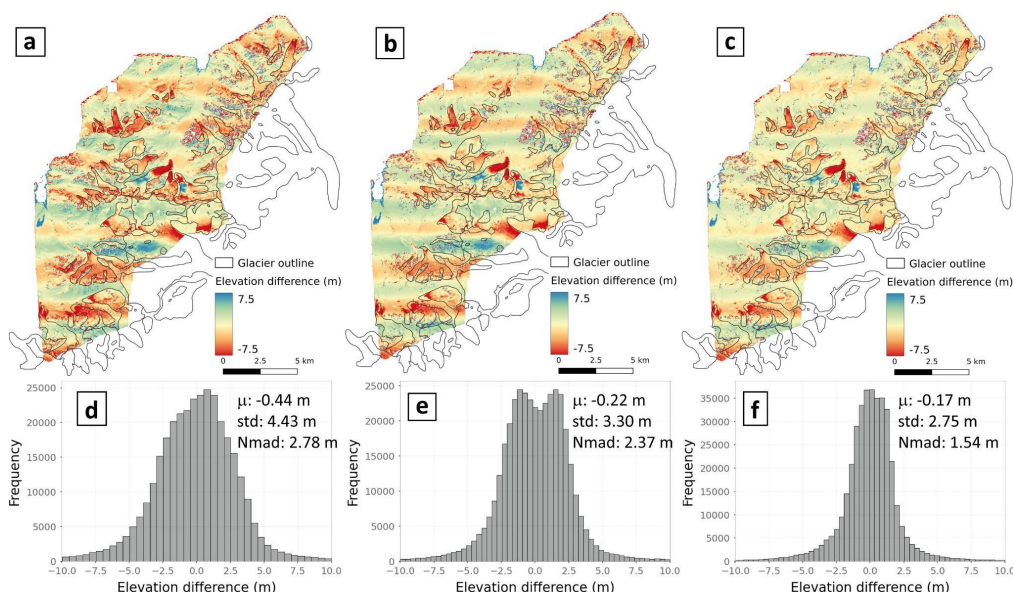 a
Glacier outline
Elevation difference (m)
7.5
-7.5
0 2.5 5 km
b
Glacier outline
Elevation difference (m)
7.5
-7.5
0 2.5 5 km
c
Glacier outline
Elevation difference (m)
7.5
-7.5
0 2.5 5 km
d
μ: -0.44 m
std: 4.43 m
Nmad: 2.78 m
Frequency
25000
20000
15000
10000
5000
0
−10.0 −7.5 −5.0 −2.5 0.0 2.5 5.0 7.5 10.0
Elevation difference (m)
e
μ: -0.22 m
std: 3.30 m
Nmad: 2.37 m
Frequency
25000
20000
15000
10000
5000
0
−10.0 −7.5 −5.0 −2.5 0.0 2.5 5.0 7.5 10.0
Elevation difference (m)
f
μ: -0.17 m
std: 2.75 m
Nmad: 1.54 m
Frequency
35000
30000
25000
20000
15000
10000
5000
0
−10.0 −7.5 −5.0 −2.5 0.0 2.5 5.0 7.5 10.0
Elevation difference (m)